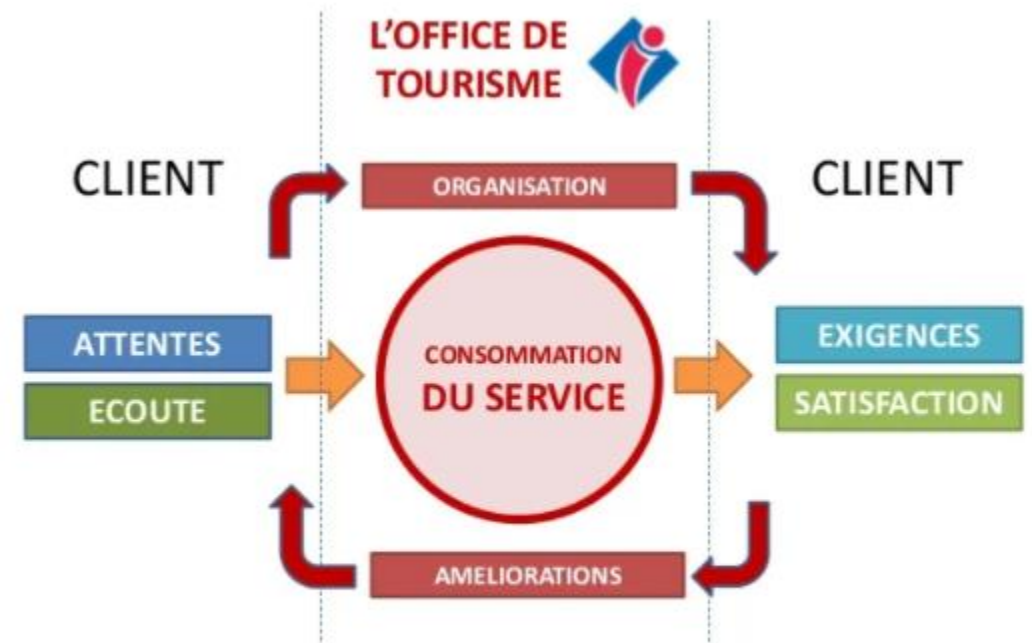 L'OFFICE DE
TOURISME
CLIENT
ORGANISATION
CLIENT
ATTENTES
ECOUTE
CONSOMMATION
DU SERVICE
EXIGENCES
SATISFACTION
AMELIORATIONS